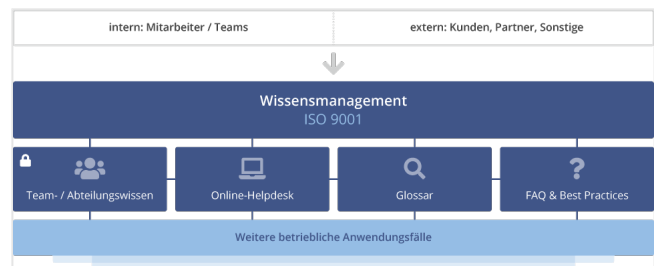 intern: Mitarbeiter / Teams
extern: Kunden, Partner, Sonstige
Wissensmanagement
ISO 9001
Team- / Abteilungswissen
Online-Helpdesk
Glossar
FAQ & Best Practices
Weitere betriebliche Anwendungsfälle